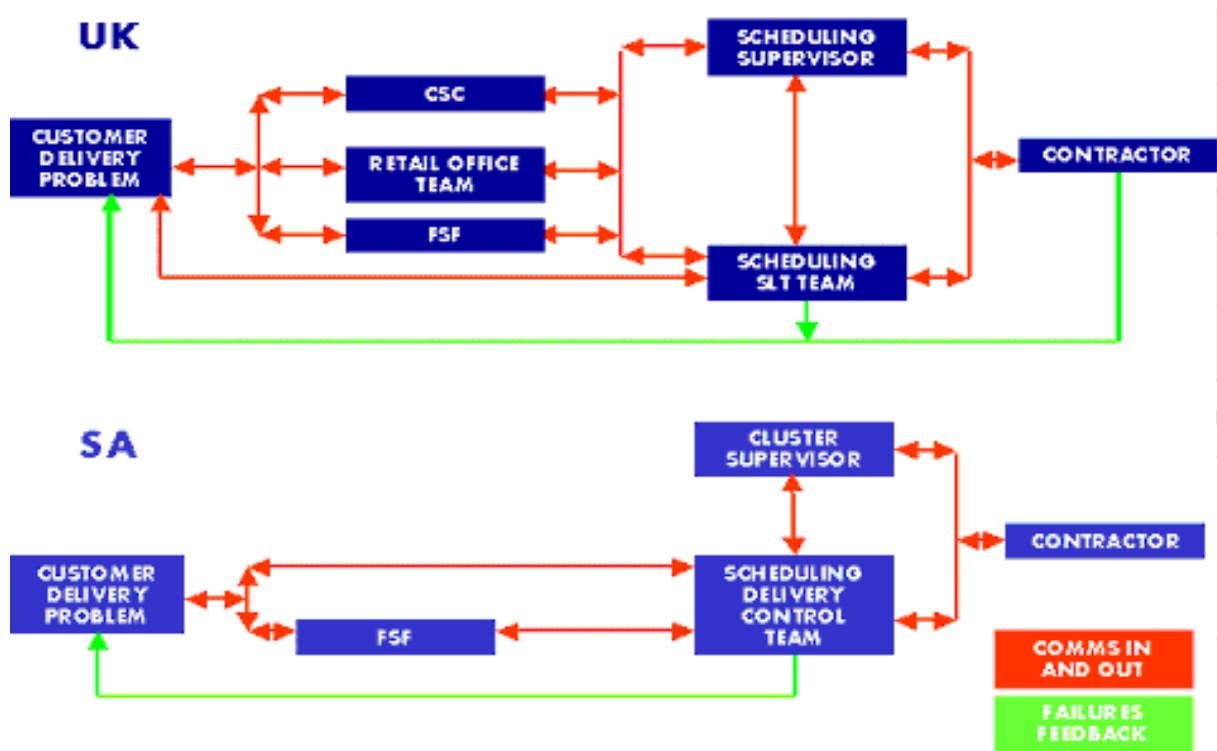 UK
SCHEDULING
SUPERVISOR
CSC
CUSTOMER
DELIVERY
PROBLEM
RETAIL OFFICE
TEAM
CONTRACTOR
FSF
SCHEDULING
SLT TEAM
SA
CLUSTER
SUPERVISOR
CONTRACTOR
CUSTOMER
DELIVERY
PROBLEM
SCHEDULING
DELIVERY
CONTROL
TEAM
FSF
COMMS IN
AND OUT
FAILURES
FEEDBACK